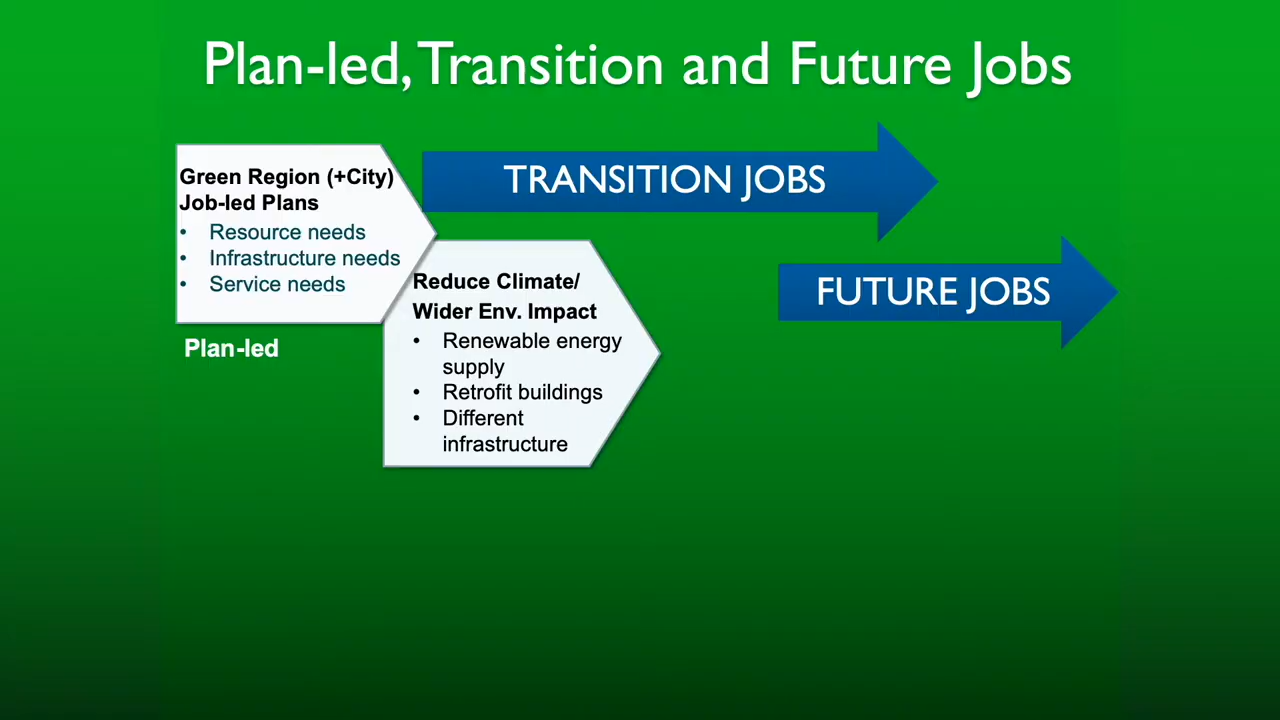 Plan-led, Transition and Future Jobs
Green Region (+City)
Job-led Plans
• Resource needs
• Infrastructure needs
• Service needs
Plan-led
TRANSITION JOBS
Reduce Climate/
Wider Env. Impact
• Renewable energy
supply
• Retrofit buildings
• Different
infrastructure
FUTURE JOBS